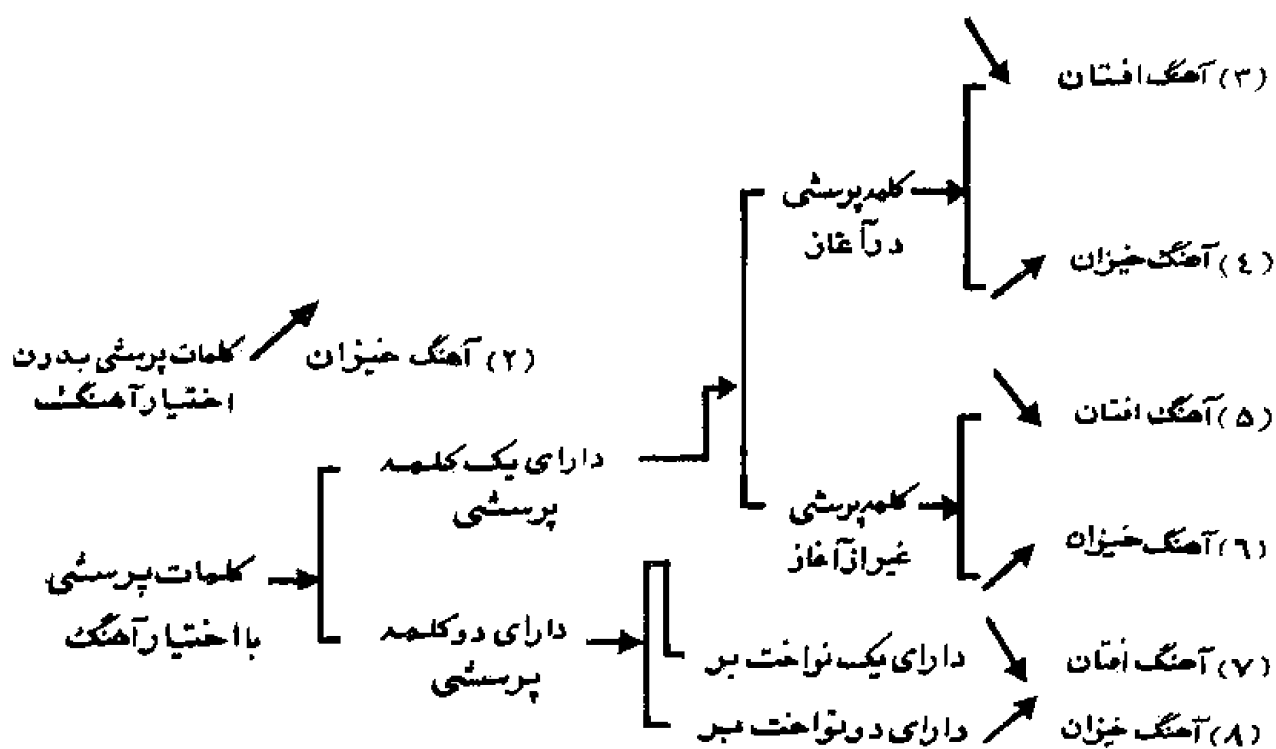 (۳) آهنگ افتان
کلمه پرسشی
در آغاز
(٤) آهنگ خیزان
کلمات پرسشی بدون
اختیار آهنگ
(۲) آهنگ خیزان
(۵) آهنگ افتان
دارای یک کلمه
پرسشی
کلمه پرسشی
غیر از آغاز
(٦) آهنگ خیزان
کلمات پرسشی
با اختیار آهنگ
دارای دو کلمه
پرسشی
دارای یک نواخت بر
(۷) آهنگ افتان
دارای دو نواخت بر
(۸) آهنگ خیزان